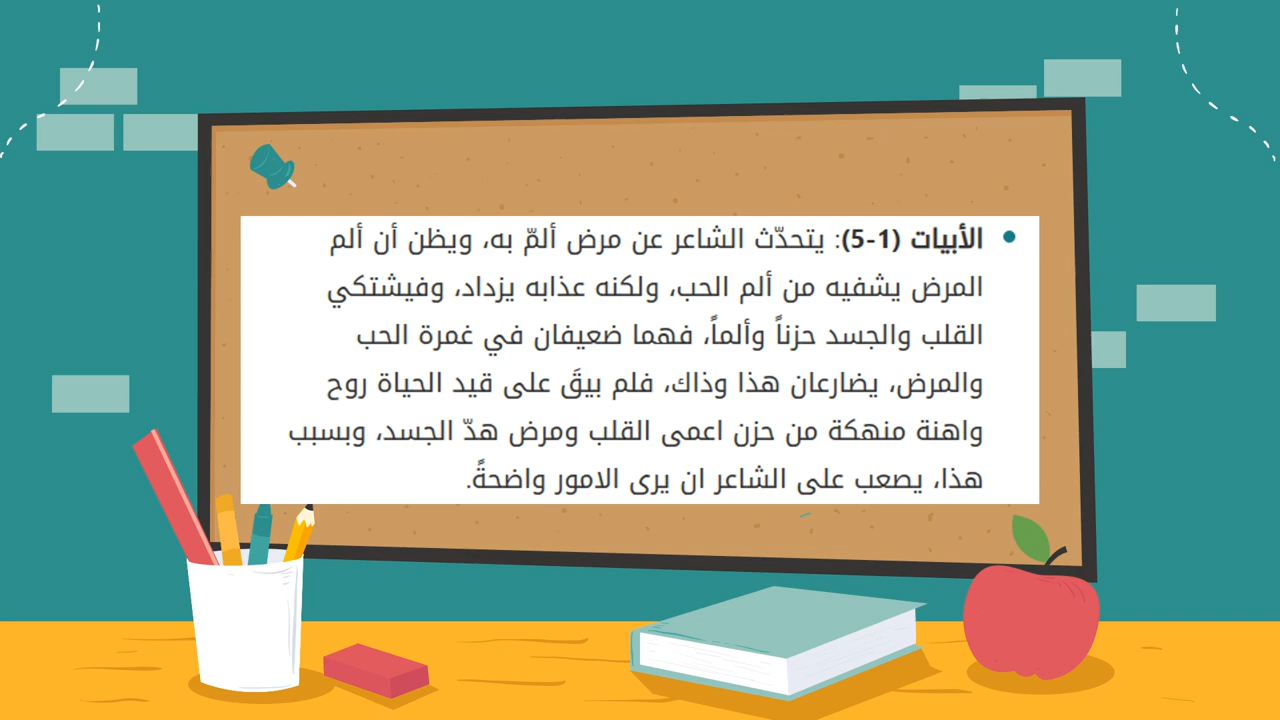 الأبيات (1-5): يتحدّث الشاعر عن مرض ألمّ به، ويظن أن ألم
المرض يشفيه من ألم الحب، ولكنه عذابه يزداد، وفيشتكي
القلب والجسد حزناً وألماً، فهما ضعيفان في غمرة الحب
والمرض، يضارعان هذا وذاك، فلم بيقَ على قيد الحياة روح
واهنة منهكة من حزن اعمى القلب ومرض هدّ الجسد، وبسبب
هذا، يصعب على الشاعر ان يرى الامور واضحةً.